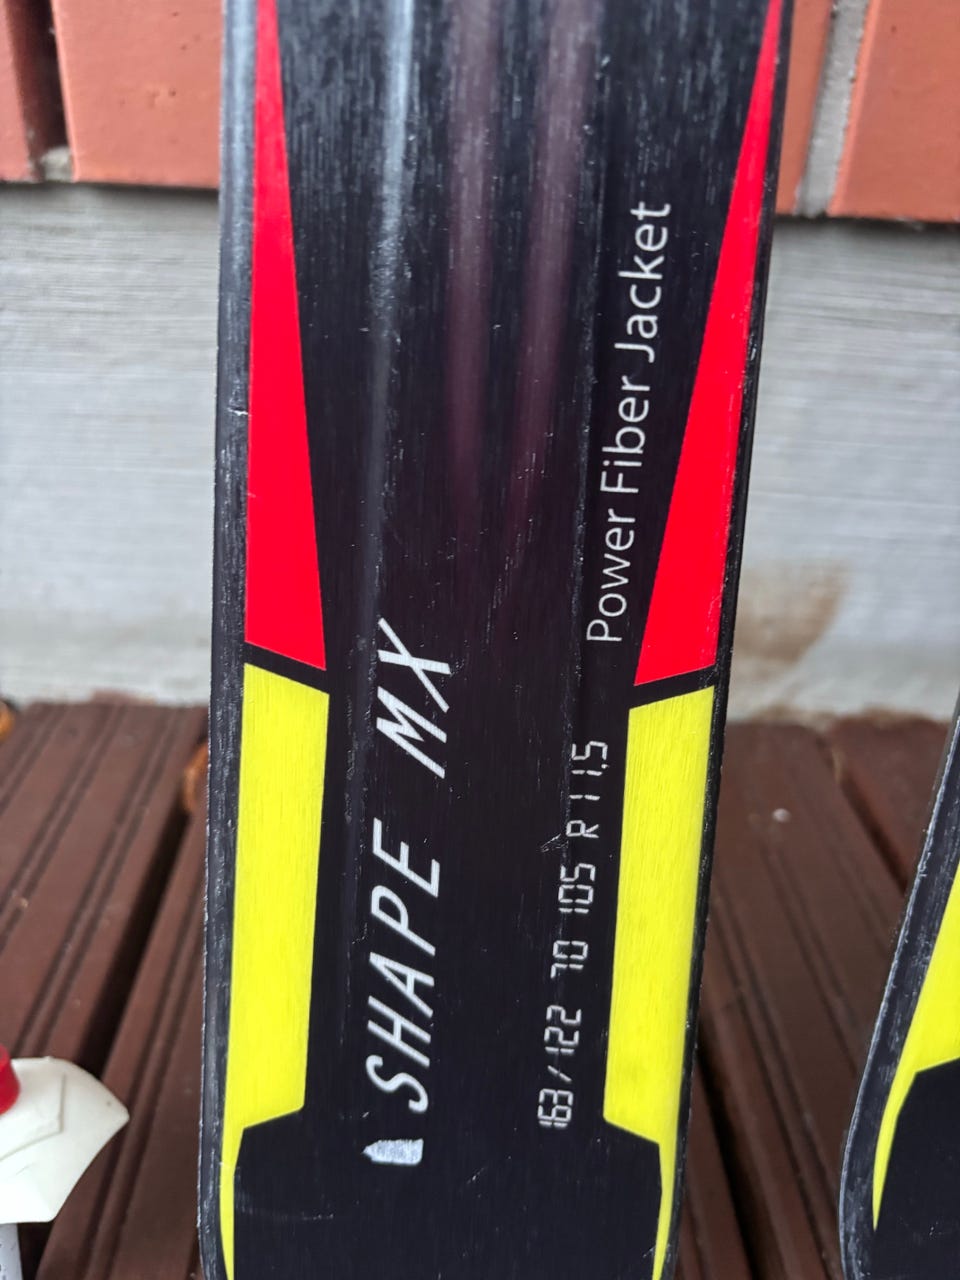 SHAPE MX
163/122 70 105 R 11,5
Power Fiber Jacket